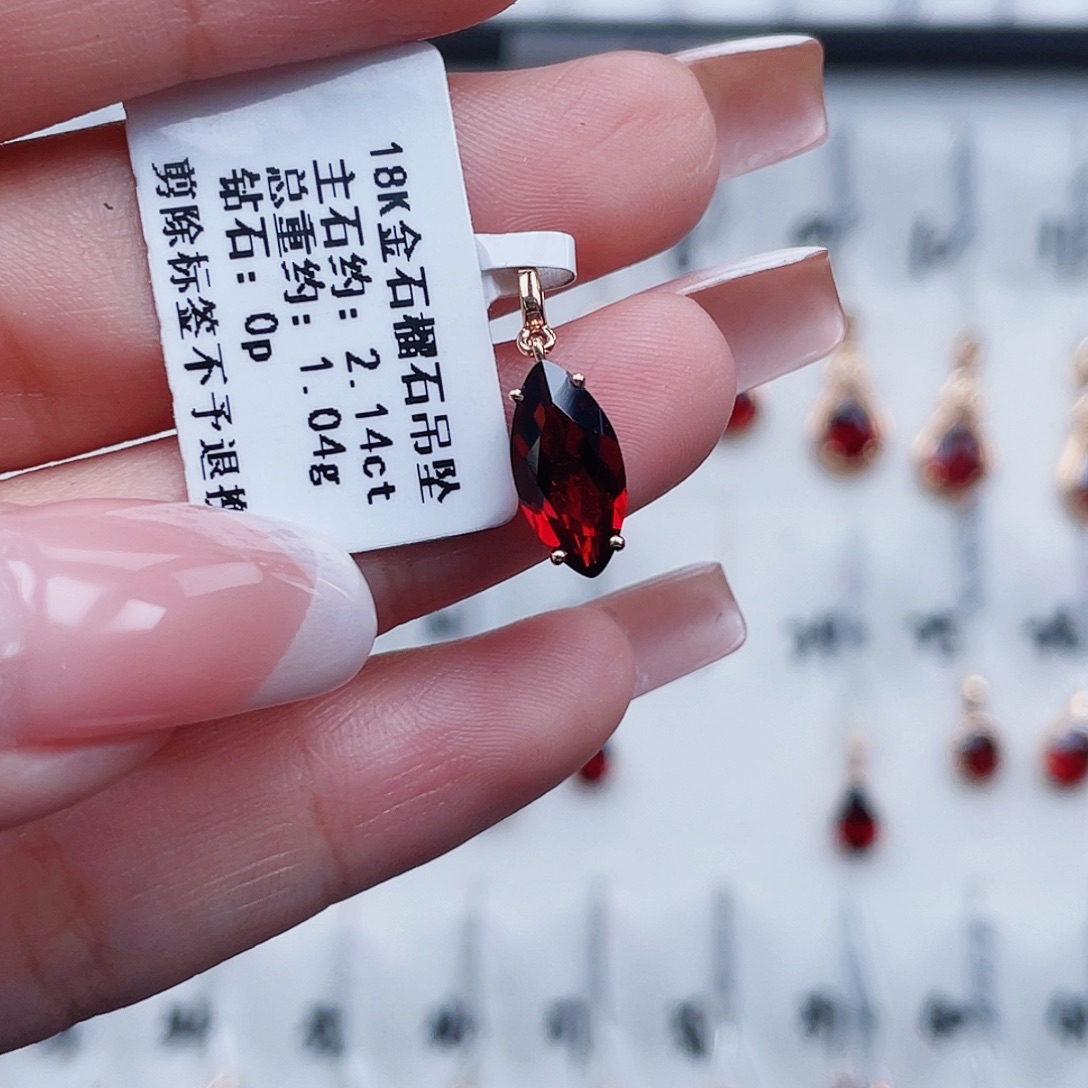 18K金石榴石吊坠
主石约: 2.14ct
总重约: 1.04g
钻石: 0p
剪除标签不予退换